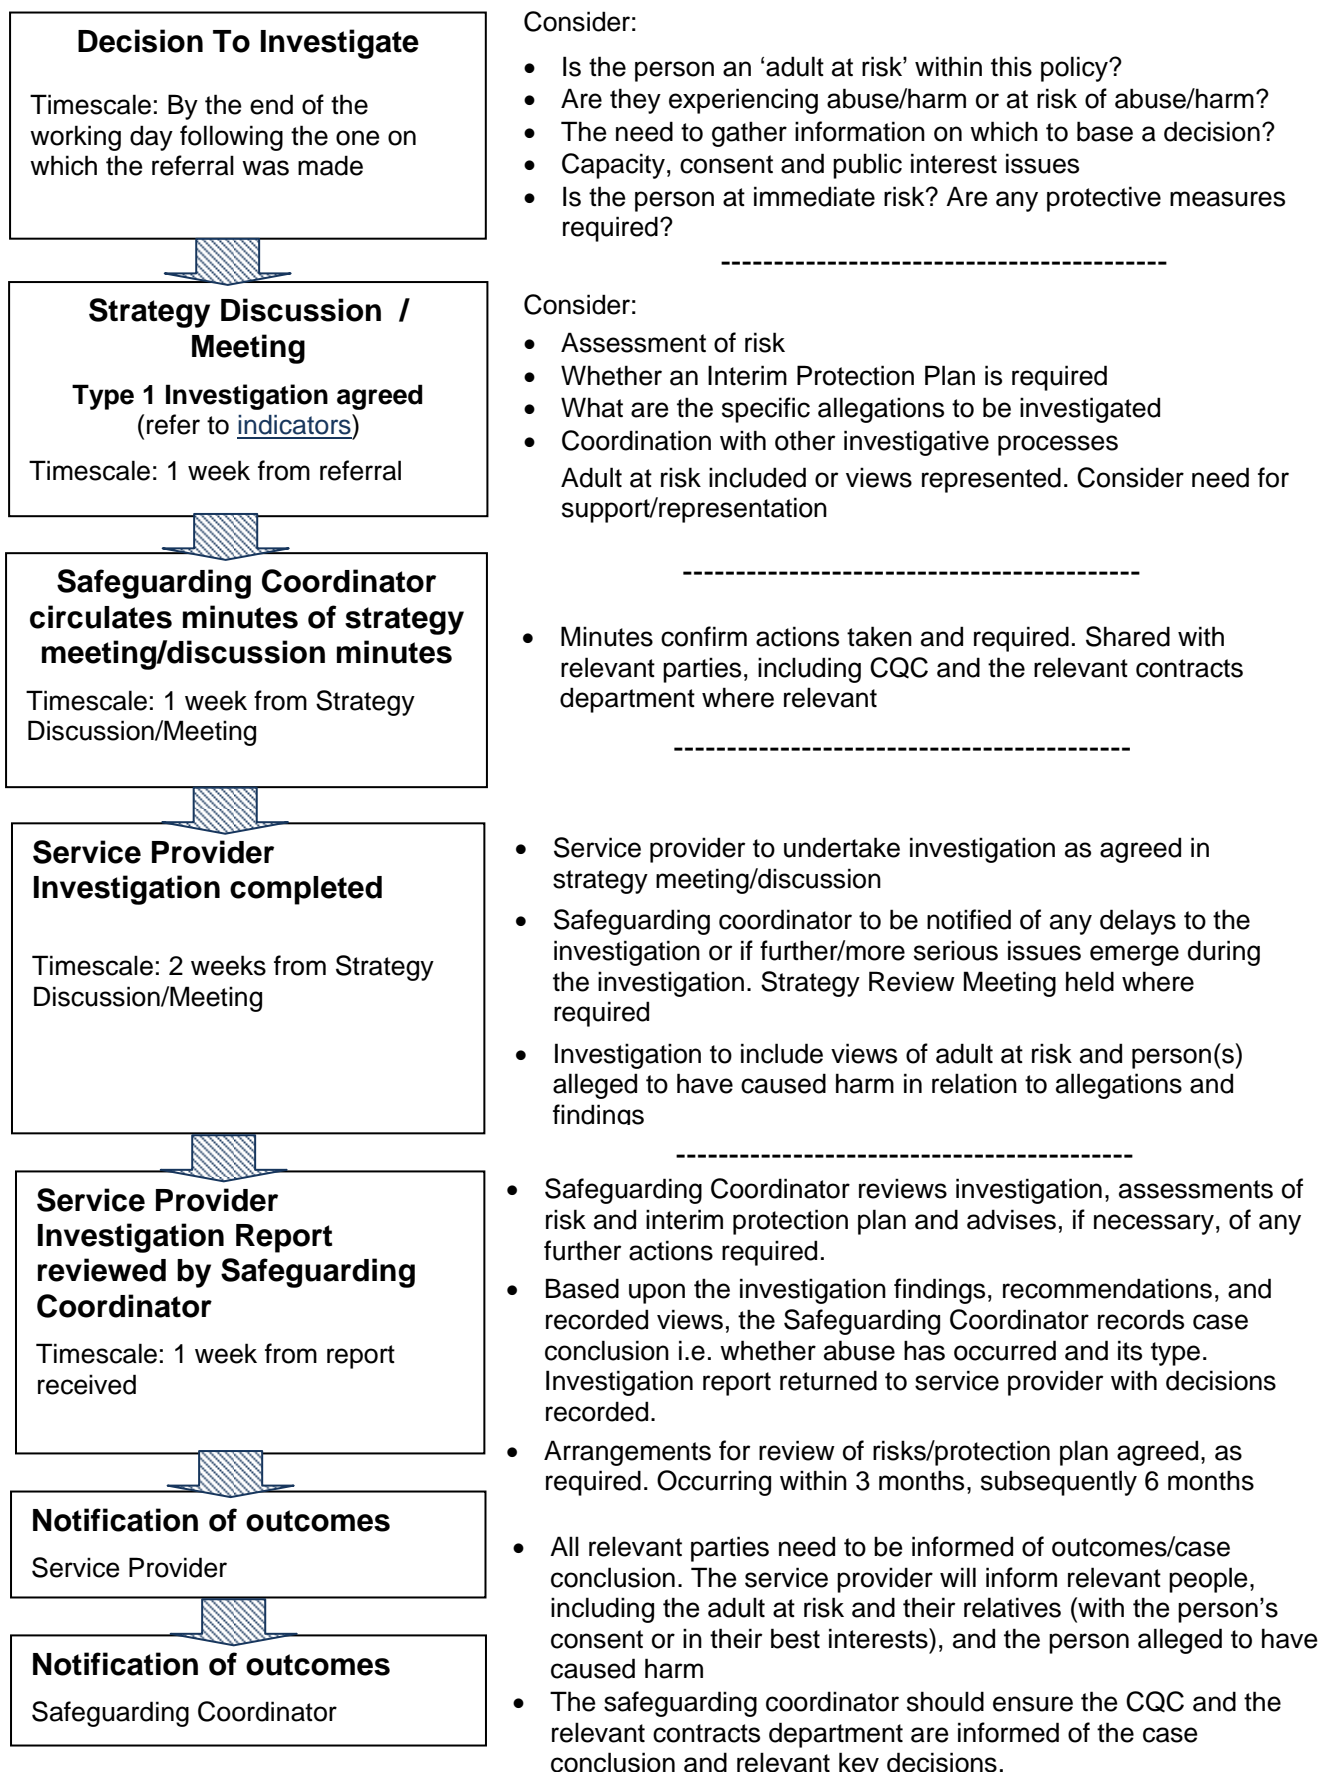 Decision To Investigate
Timescale: By the end of the
working day following the one on
which the referral was made
Consider:
• Is the person an ‘adult at risk’ within this policy?
• Are they experiencing abuse/harm or at risk of abuse/harm?
• The need to gather information on which to base a decision?
• Capacity, consent and public interest issues
• Is the person at immediate risk? Are any protective measures
required?
------------------------------------------
Strategy Discussion /
Meeting
Type 1 Investigation agreed
(refer to indicators)
Timescale: 1 week from referral
Consider:
• Assessment of risk
• Whether an Interim Protection Plan is required
• What are the specific allegations to be investigated
• Coordination with other investigative processes
Adult at risk included or views represented. Consider need for
support/representation
-------------------------------------------
Safeguarding Coordinator
circulates minutes of strategy
meeting/discussion minutes
Timescale: 1 week from Strategy
Discussion/Meeting
• Minutes confirm actions taken and required. Shared with
relevant parties, including CQC and the relevant contracts
department where relevant
-------------------------------------------
Service Provider
Investigation completed
Timescale: 2 weeks from Strategy
Discussion/Meeting
• Service provider to undertake investigation as agreed in
strategy meeting/discussion
• Safeguarding coordinator to be notified of any delays to the
investigation or if further/more serious issues emerge during
the investigation. Strategy Review Meeting held where
required
• Investigation to include views of adult at risk and person(s)
alleged to have caused harm in relation to allegations and
findings
-------------------------------------------
Service Provider
Investigation Report
reviewed by Safeguarding
Coordinator
Timescale: 1 week from report
received
• Safeguarding Coordinator reviews investigation, assessments of
risk and interim protection plan and advises, if necessary, of any
further actions required.
• Based upon the investigation findings, recommendations, and
recorded views, the Safeguarding Coordinator records case
conclusion i.e. whether abuse has occurred and its type.
Investigation report returned to service provider with decisions
recorded.
• Arrangements for review of risks/protection plan agreed, as
required. Occurring within 3 months, subsequently 6 months
Notification of outcomes
Service Provider
• All relevant parties need to be informed of outcomes/case
conclusion. The service provider will inform relevant people,
including the adult at risk and their relatives (with the person’s
consent or in their best interests), and the person alleged to have
caused harm
Notification of outcomes
Safeguarding Coordinator
• The safeguarding coordinator should ensure the CQC and the
relevant contracts department are informed of the case
conclusion and relevant key decisions.